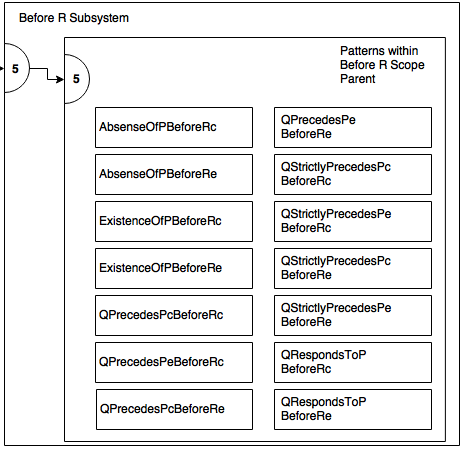 Before R Subsystem
5
5
Patterns within
Before R Scope
Parent
AbsenseOfPBeforeRc
AbsenseOfPBeforeRe
ExistenceOfPBeforeRc
ExistenceOfPBeforeRe
QPrecedesPcBeforeRc
QPrecedesPeBeforeRc
QPrecedesPcBeforeRe
QPrecedesPe
BeforeRe
QStrictlyPrecedesPc
BeforeRc
QStrictlyPrecedesPe
BeforeRc
QStrictlyPrecedesPc
BeforeRe
QStrictlyPrecedesPe
BeforeRe
QRespondsToP
BeforeRc
QRespondsToP
BeforeRe